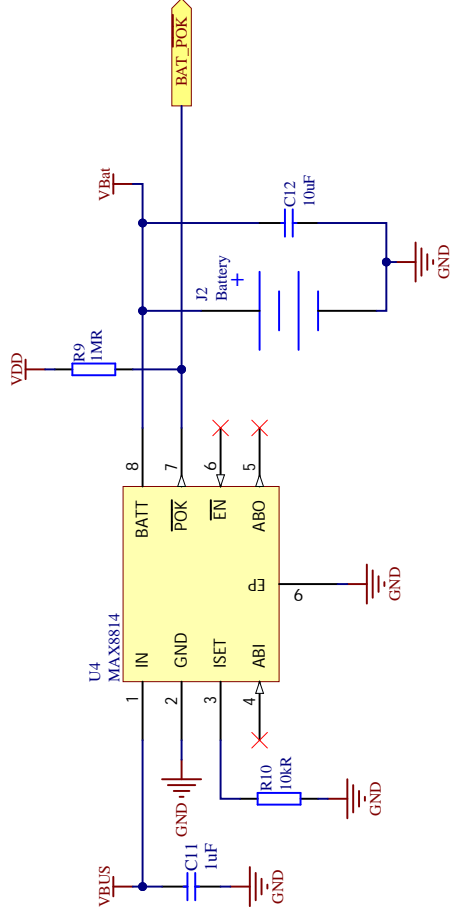 BAT_POK
VBat
C12
10uF
J2
Battery
+
GND
VDD
R9
1MR
8
7
6
5
BATT
POK
EN
ABO
EP
6
GND
U4
MAX8814
IN
GND
ISET
ABI
1
2
3
4
GND
R10
10kR
GND
VBUS
C11
1uF
GND